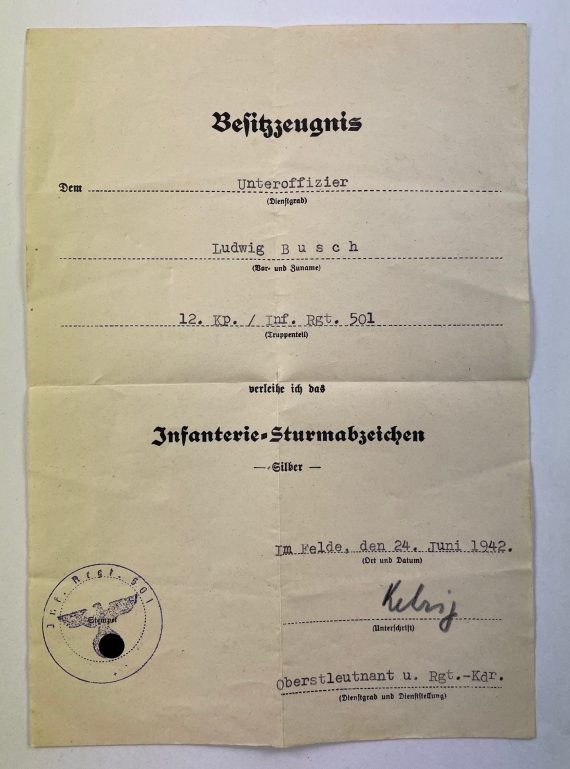 Besitzzeugnis
Dem Unteroffizier
(Dienstgrad)
Ludwig Busch
(Vor- und Zuname)
12. Kp. / Inf. Rgt. 501
(Truppenteil)
verleihe ich das
Infanterie-Sturmabzeichen
— Silber —
Im Felde, den 24. Juni 1942.
(Ort und Datum)
(Unterschrift)
Oberstleutnant u. Rgt.-Kdr.
(Dienstgrad und Dienststellung)
Inf. Regt. 501
Stempel